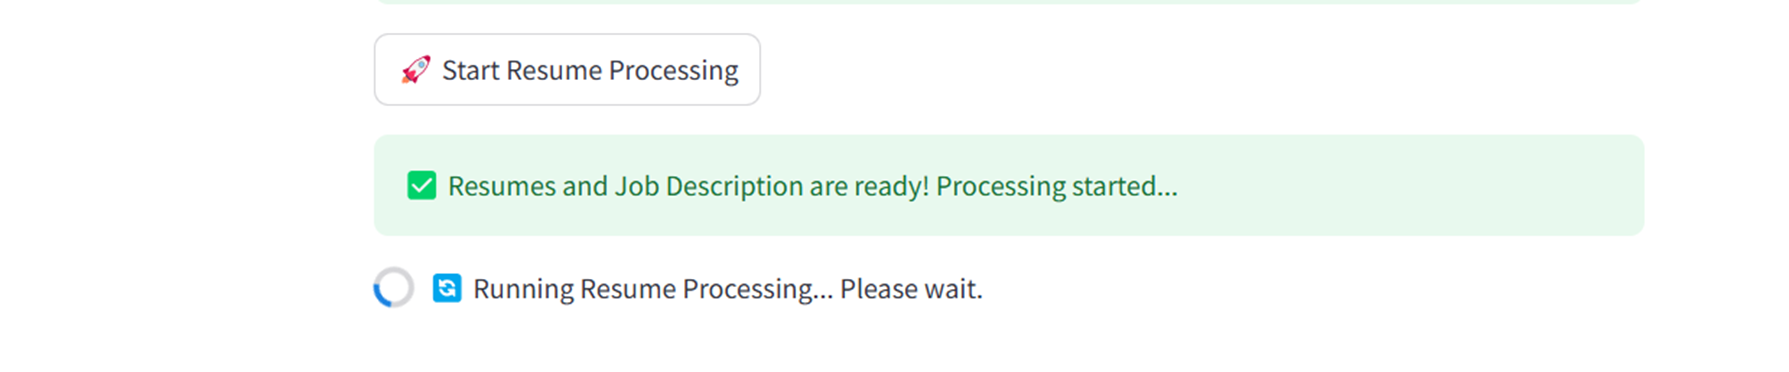 🚀 Start Resume Processing
✅ Resumes and Job Description are ready! Processing started...
🔄 Running Resume Processing... Please wait.